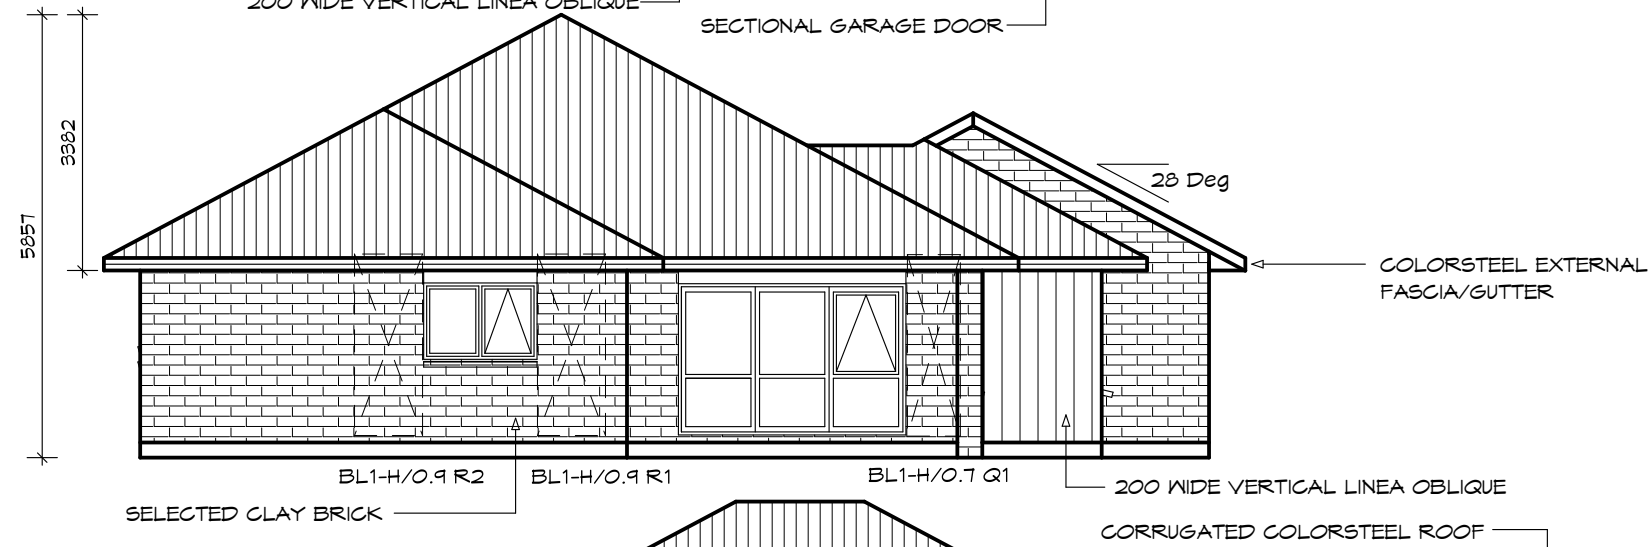 200 WIDE VERTICAL LINEA OBLIQUE
SECTIONAL GARAGE DOOR
3382
5857
28 Deg
COLORSTEEL EXTERNAL
FASCIA/GUTTER
BL1-H/0.9 R2
BL1-H/0.9 R1
BL1-H/0.7 Q1
200 WIDE VERTICAL LINEA OBLIQUE
SELECTED CLAY BRICK
CORRUGATED COLORSTEEL ROOF